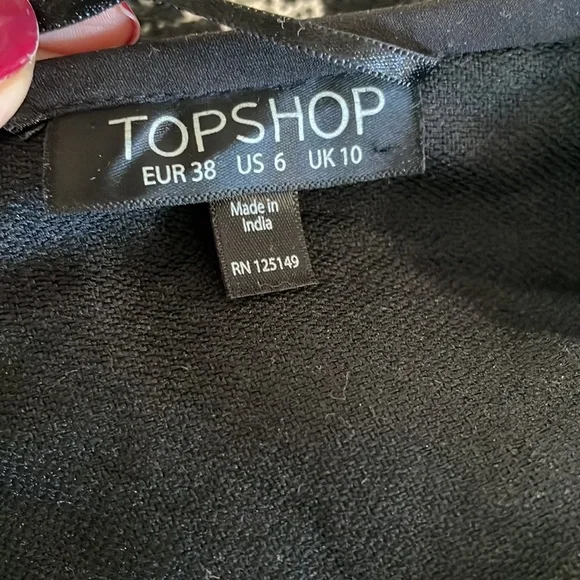 TOPSHOP
EUR 38 US 6 UK 10
Made in
India
RN 125149